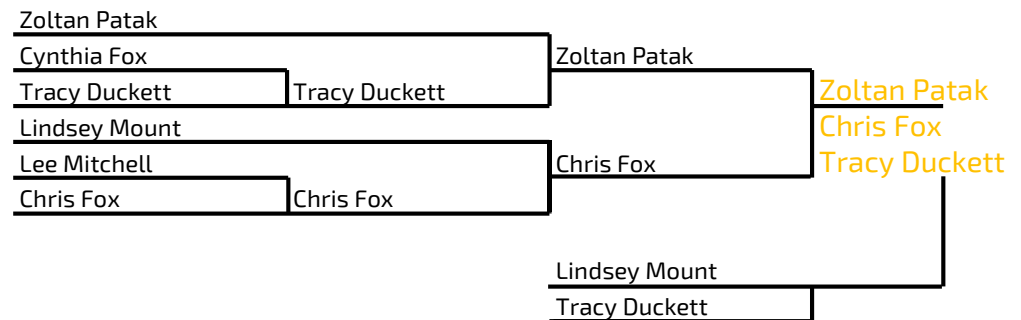 Zoltan Patak
Cynthia Fox
Zoltan Patak
Tracy Duckett
Tracy Duckett
Zoltan Patak
Lindsey Mount
Chris Fox
Lee Mitchell
Chris Fox
Tracy Duckett
Chris Fox
Chris Fox
Lindsey Mount
Tracy Duckett